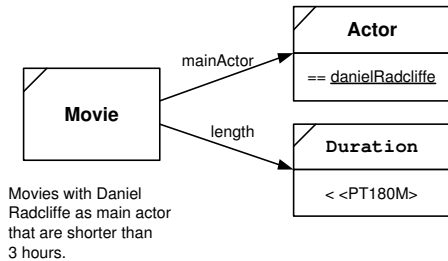 Actor
mainActor
== danielRadcliffe
Movie
length
Duration
< <PT180M>
Movies with Daniel
Radcliffe as main actor
that are shorter than
3 hours.